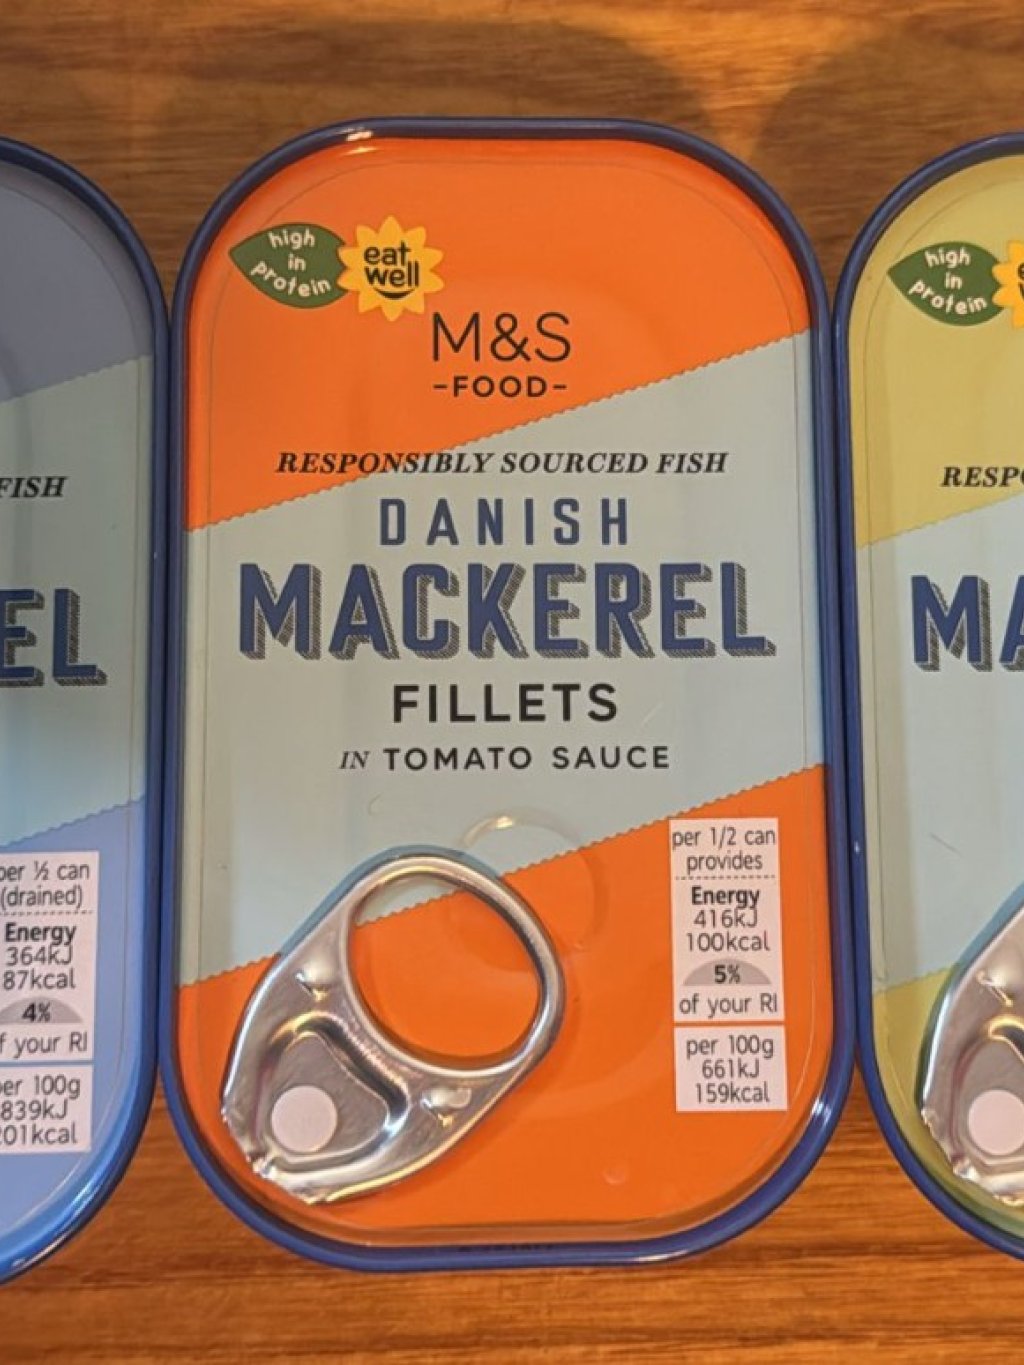 FISH
EL
per ½ can
(drained)
Energy
364kJ
87kcal
4%
of your RI
per 100g
839kJ
201kcal
high
in
protein
eat
well
M&S
-FOOD-
RESPONSIBLY SOURCED FISH
DANISH
MACKEREL
FILLETS
IN TOMATO SAUCE
per 1/2 can
provides
Energy
416kJ
100kcal
5%
of your RI
per 100g
661kJ
159kcal
high
in
protein
RESP
MA